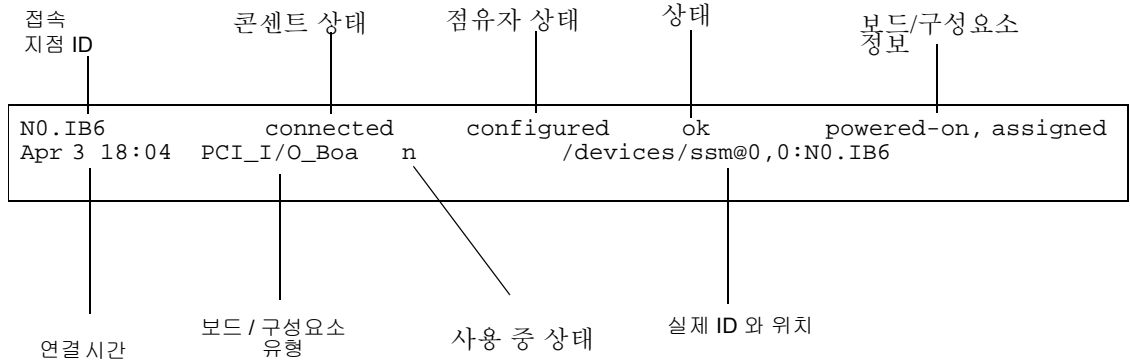 접속
지점 ID
콘센트 상태
점유자 상태
상태
보드/구성요소
정보
N0.IB6 connected configured ok powered-on, assigned
Apr 3 18:04 PCI_I/O_Boa n /devices/ssm@0,0:N0.IB6
연결 시간
보드 / 구성요소
유형
사용 중 상태
실제 ID 와 위치